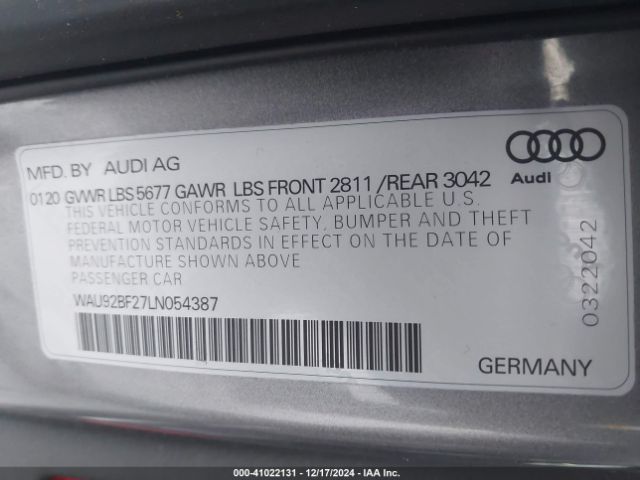 MFD. BY AUDI AG
0120 GVWR LBS 5677 GAWR LBS FRONT 2811 /REAR 3042
THIS VEHICLE CONFORMS TO ALL APPLICABLE U.S.
FEDERAL MOTOR VEHICLE SAFETY, BUMPER AND THEFT
PREVENTION STANDARDS IN EFFECT ON THE DATE OF
MANUFACTURE SHOWN ABOVE
PASSENGER CAR
WAU92BF27LN054387
Audi
0322042
GERMANY
000-41022131 - 12/17/2024 - IAA Inc.